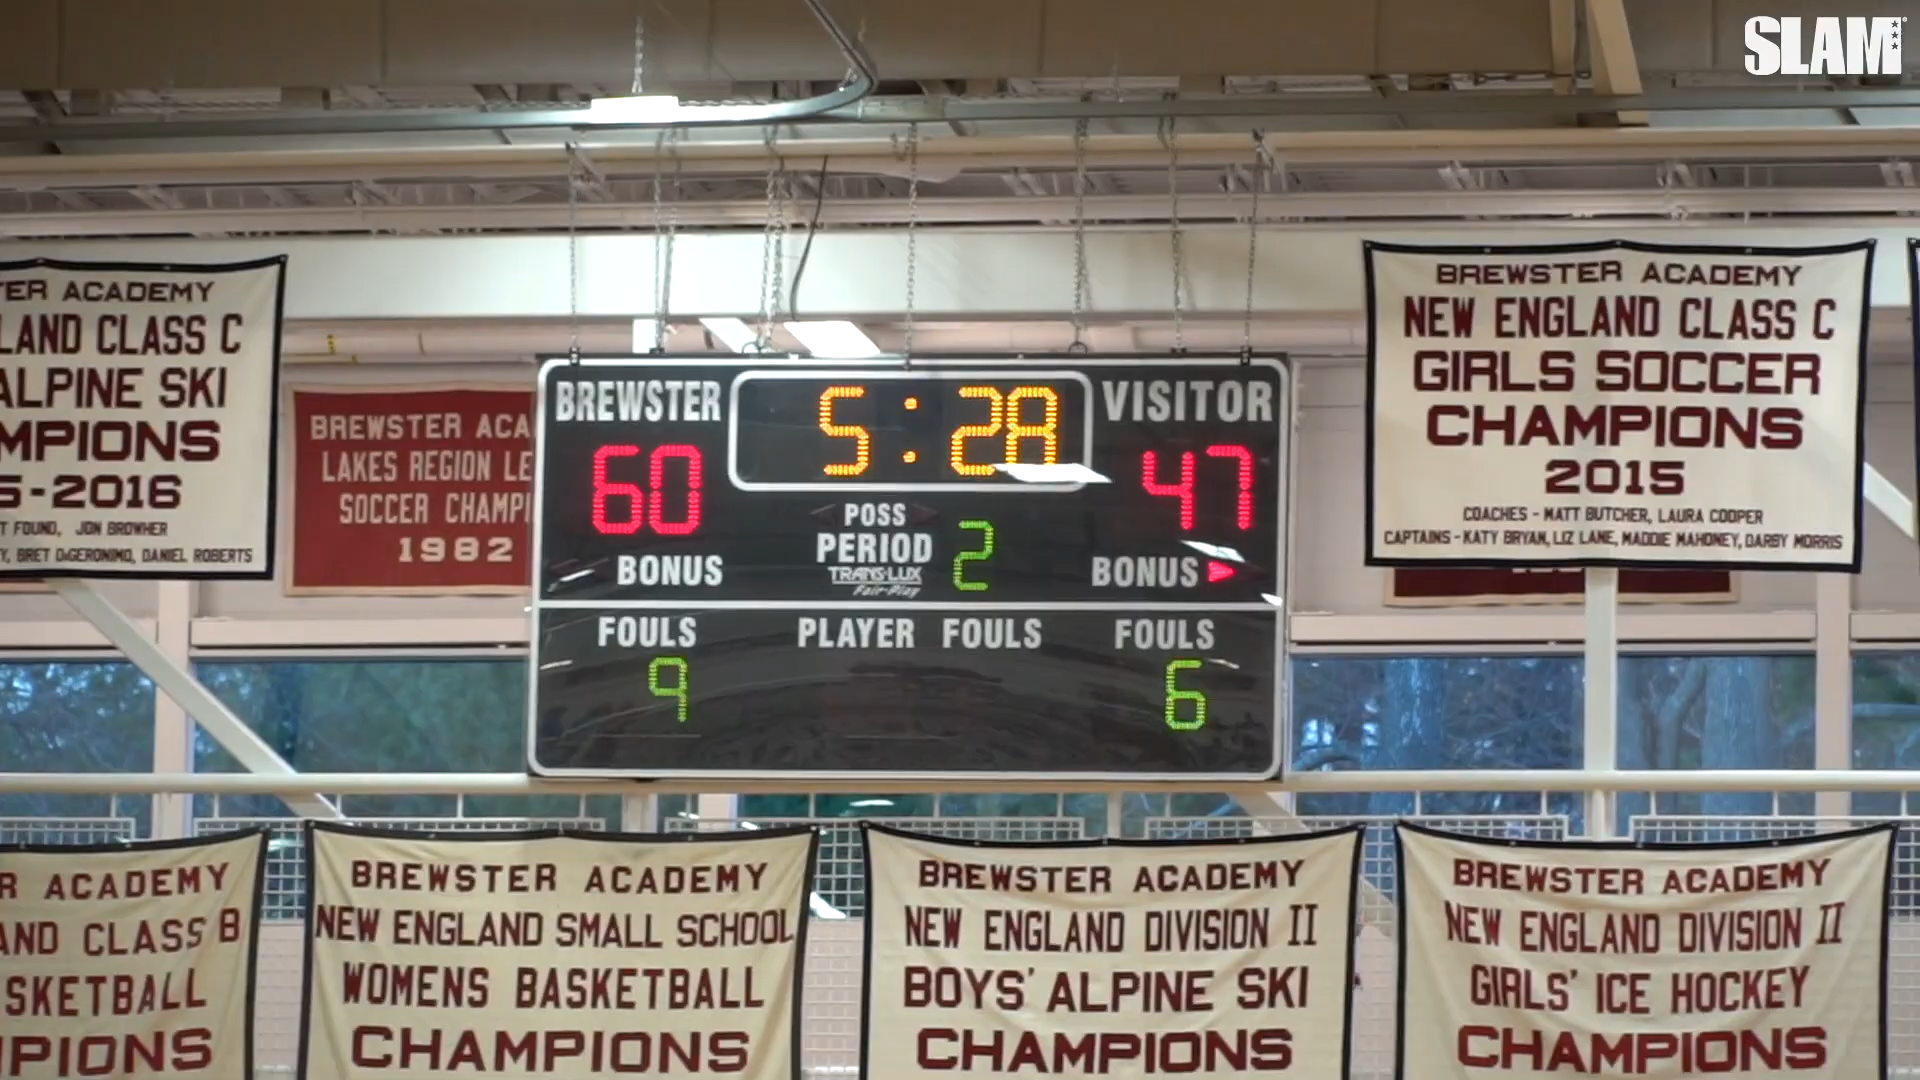 SLAM
ER ACADEMY
LAND CLASS C
ALPINE SKI
MPIONS
5-2016
T FOUND, JON BROWHER
Y, BRET DeGERONIMO, DANIEL ROBERTS
BREWSTER ACA
LAKES REGION LE
SOCCER CHAMPI
1982
BREWSTER 5:28 VISITOR
60 47
POSS
PERIOD 2
TRANS-LUX
Fair-Play
BONUS BONUS
FOULS PLAYER FOULS FOULS
9 6
BREWSTER ACADEMY
NEW ENGLAND CLASS C
GIRLS SOCCER
CHAMPIONS
2015
COACHES - MATT BUTCHER, LAURA COOPER
CAPTAINS - KATY BRYAN, LIZ LANE, MADDIE MAHONEY, DARBY MORRIS
R ACADEMY
AND CLASS B
SKETBALL
PIONS
BREWSTER ACADEMY
NEW ENGLAND SMALL SCHOOL
WOMENS BASKETBALL
CHAMPIONS
BREWSTER ACADEMY
NEW ENGLAND DIVISION II
BOYS' ALPINE SKI
CHAMPIONS
BREWSTER ACADEMY
NEW ENGLAND DIVISION II
GIRLS' ICE HOCKEY
CHAMPIONS